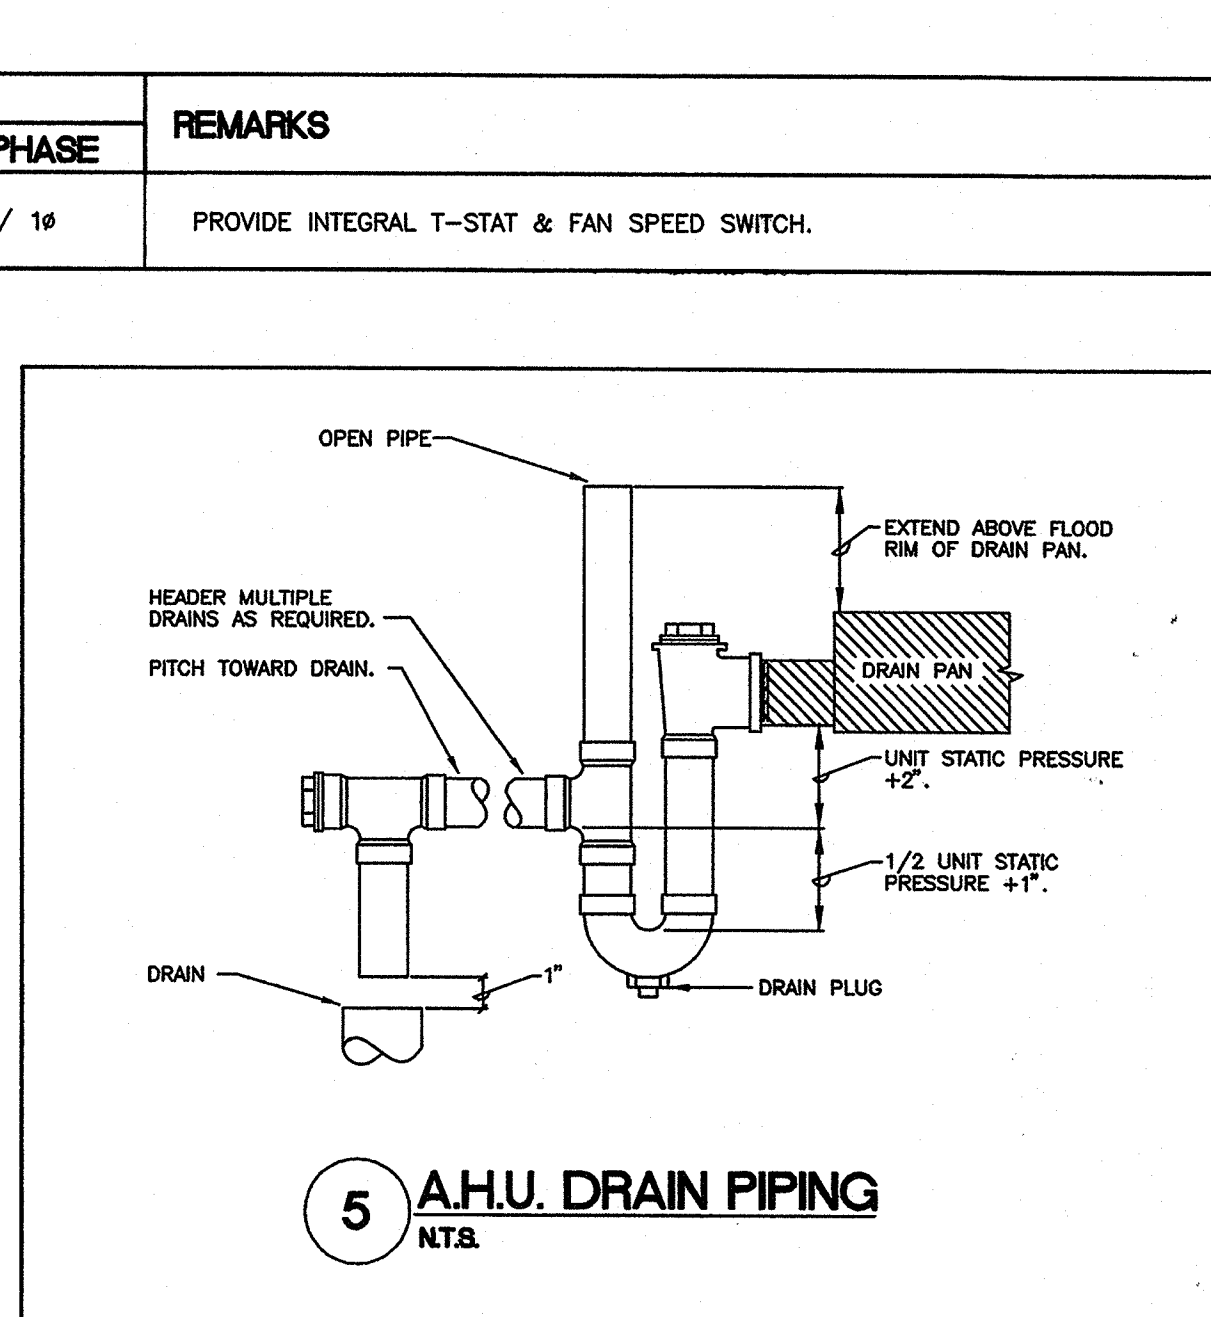 REMARKS
PHASE
/ 1ø
PROVIDE INTEGRAL T-STAT & FAN SPEED SWITCH.
OPEN PIPE
EXTEND ABOVE FLOOD
RIM OF DRAIN PAN.
HEADER MULTIPLE
DRAINS AS REQUIRED.
PITCH TOWARD DRAIN.
DRAIN PAN
UNIT STATIC PRESSURE
+2".
1/2 UNIT STATIC
PRESSURE +1".
DRAIN
1"
DRAIN PLUG
5
A.H.U. DRAIN PIPING
N.T.S.